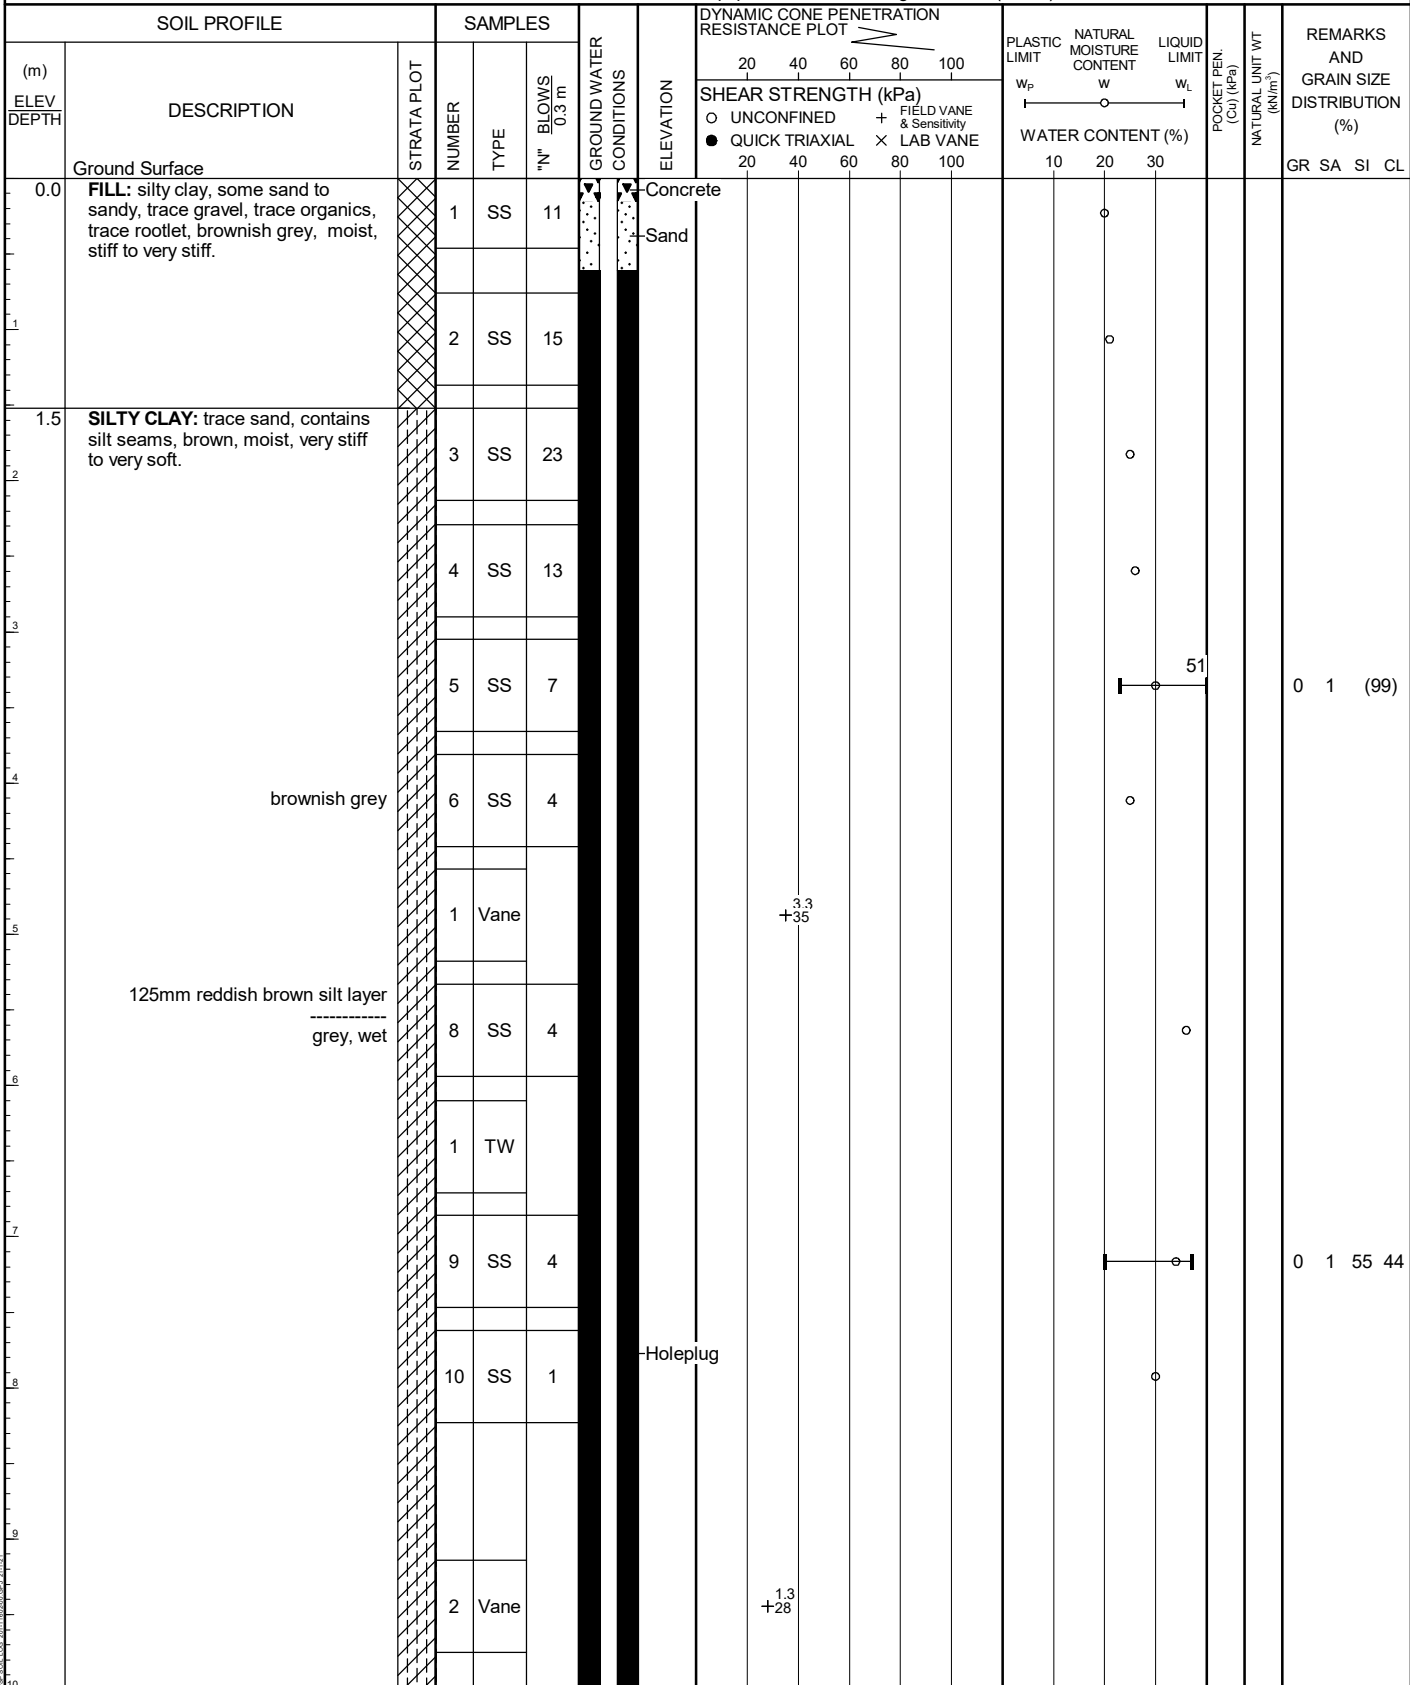 SOIL PROFILE
SAMPLES
(m)
ELEV
DEPTH
DESCRIPTION
Ground Surface
STRATA PLOT
NUMBER
TYPE
"N" BLOWS
0.3 m
GROUND WATER
CONDITIONS
ELEVATION
DYNAMIC CONE PENETRATION
RESISTANCE PLOT
20 40 60 80 100
SHEAR STRENGTH (kPa)
UNCONFINED
+ FIELD VANE
& Sensitivity
QUICK TRIAXIAL
× LAB VANE
20 40 60 80 100
PLASTIC
LIMIT
NATURAL
MOISTURE
CONTENT
LIQUID
LIMIT
WP W WL
WATER CONTENT (%)
10 20 30
POCKET PEN.
(Cu) (kPa)
NATURAL UNIT WT
(kN/m³)
REMARKS
AND
GRAIN SIZE
DISTRIBUTION
(%)
GR SA SI CL
0.0
FILL: silty clay, some sand to
sandy, trace gravel, trace organics,
trace rootlet, brownish grey, moist,
stiff to very stiff.
1 SS 11
Concrete
Sand
1
2 SS 15
1.5
SILTY CLAY: trace sand, contains
silt seams, brown, moist, very stiff
to very soft.
3 SS 23
2
4 SS 13
3
51
5 SS 7
0 1 (99)
4
brownish grey
6 SS 4
1 Vane
+ 3.3
35
5
125mm reddish brown silt layer
------------
grey, wet
8 SS 4
6
1 TW
7
9 SS 4
0 1 55 44
Holeplug
10 SS 1
8
9
2 Vane
+ 1.3
28
10